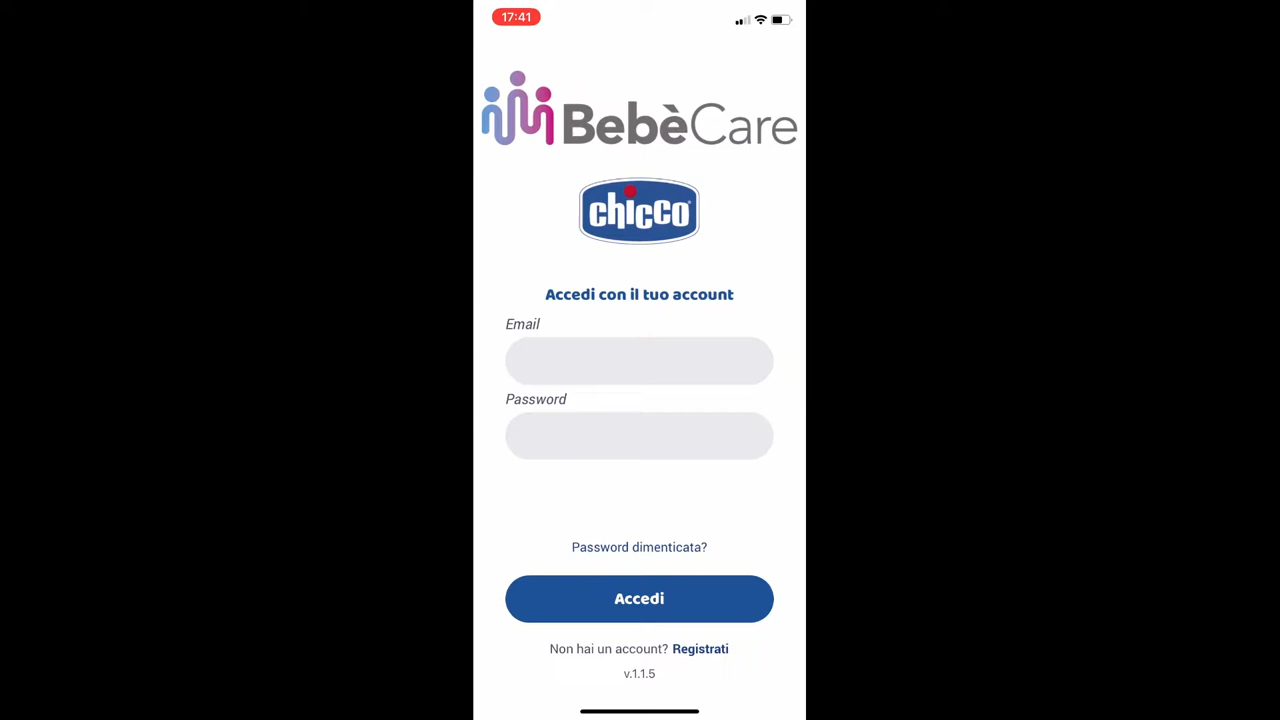 17:41
BebèCare
chicco
Accedi con il tuo account
Email
Password
Password dimenticata?
Accedi
Non hai un account? Registrati
v.1.1.5